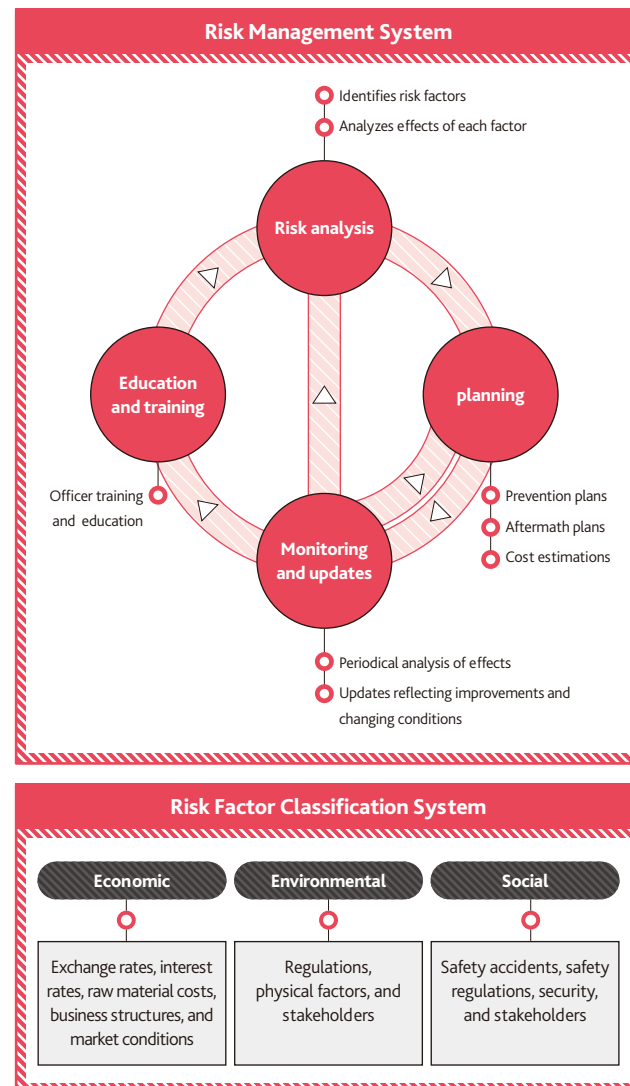 Risk Management System
Identifies risk factors
Analyzes effects of each factor
Risk analysis
Education
and training
planning
Officer training
and education
Prevention plans
Aftermath plans
Cost estimations
Monitoring
and updates
Periodical analysis of effects
Updates reflecting improvements and
changing conditions
Risk Factor Classification System
Economic
Environmental
Social
Exchange rates, interest
rates, raw material costs,
business structures, and
market conditions
Regulations,
physical factors, and
stakeholders
Safety accidents, safety
regulations, security,
and stakeholders